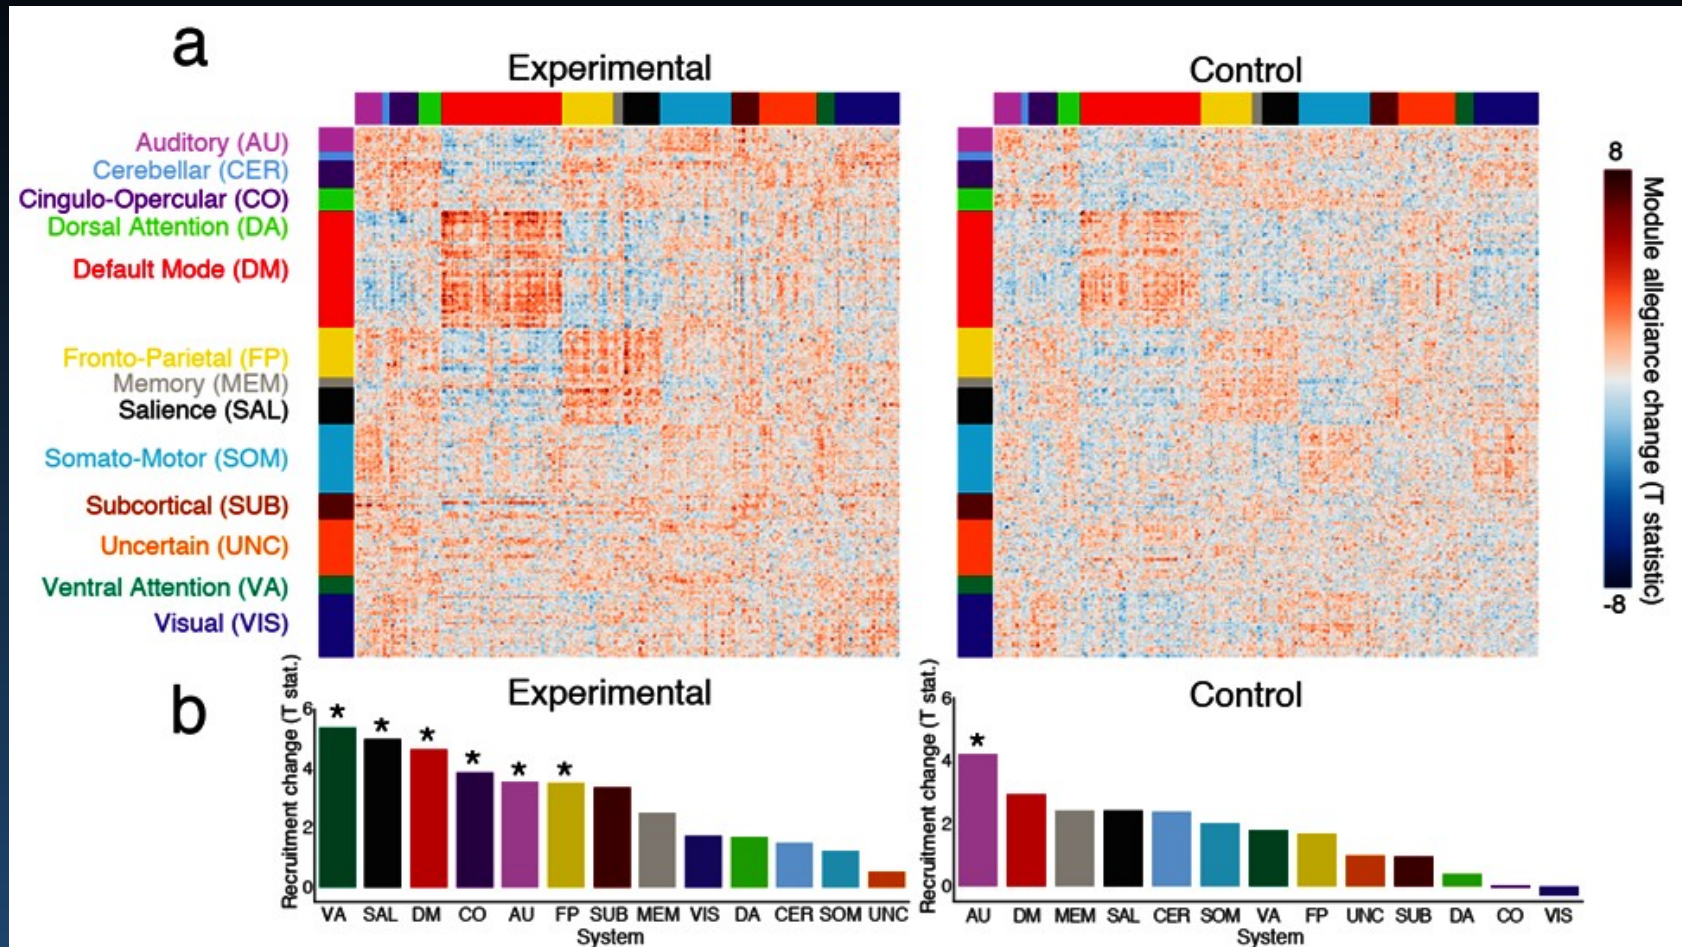 a
Experimental
Control
Auditory (AU)
Cerebellar (CER)
Cingulo-Opercular (CO)
Dorsal Attention (DA)
Default Mode (DM)
Fronto-Parietal (FP)
Memory (MEM)
Salience (SAL)
Somato-Motor (SOM)
Subcortical (SUB)
Uncertain (UNC)
Ventral Attention (VA)
Visual (VIS)
8
Module allegiance change (T statistic)
-8
b
Experimental
Recruitment change (T stat.)
6
4
2
0
* * * * * *
VA SAL DM CO AU FP SUB MEM VIS DA CER SOM UNC
System
Control
Recruitment change (T stat.)
6
4
2
0
*
AU DM MEM SAL CER SOM VA FP UNC SUB DA CO VIS
System